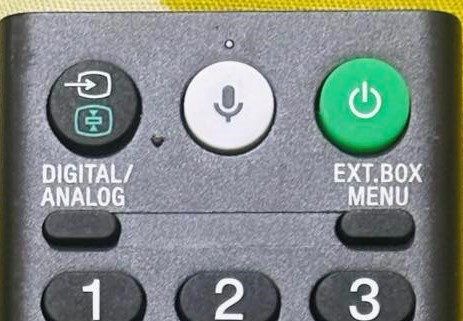 DIGITAL/
ANALOG
EXT.BOX
MENU
1 2 3